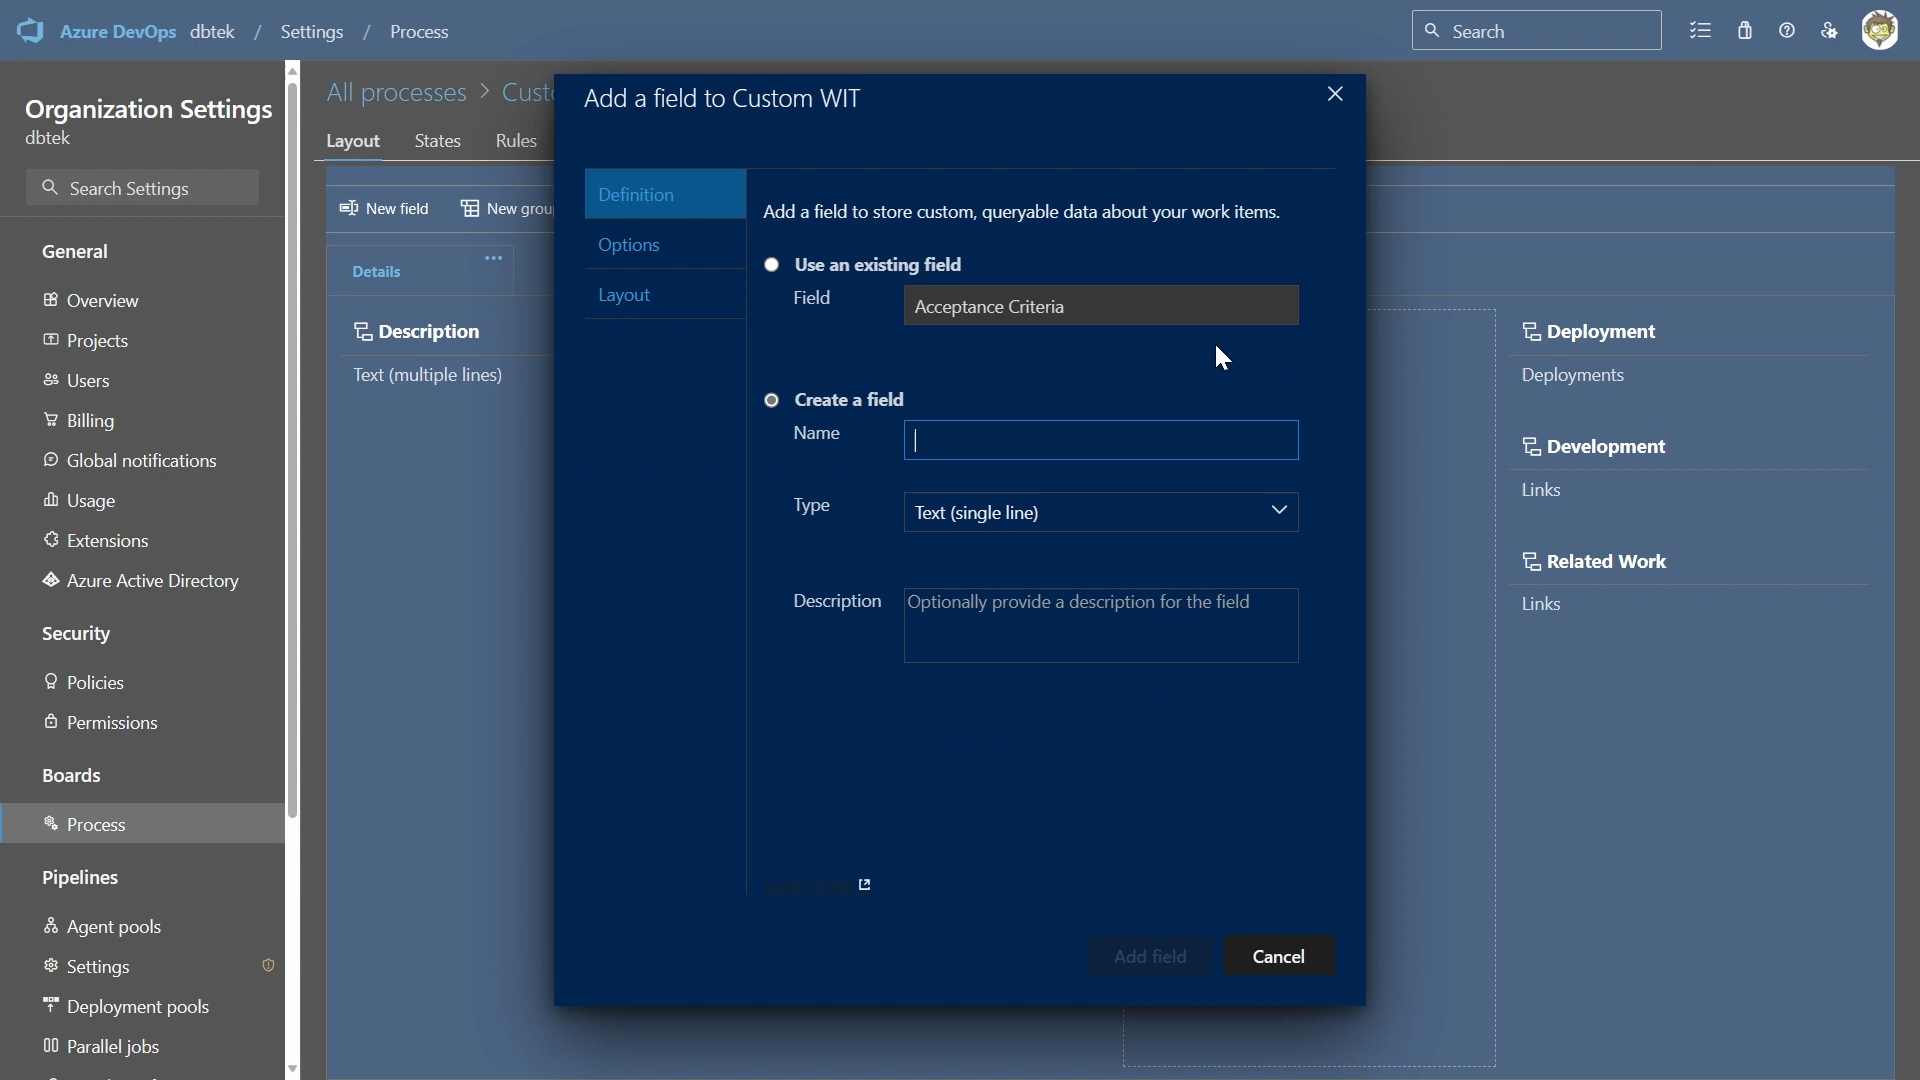 Azure DevOps dbtek / Settings / Process
Search
Organization Settings
dbtek
Search Settings
General
Overview
Projects
Users
Billing
Global notifications
Usage
Extensions
Azure Active Directory
Security
Policies
Permissions
Boards
Process
Pipelines
Agent pools
Settings
Deployment pools
Parallel jobs
All processes >
Layout States Rules
New field
Details
Description
Text (multiple lines)
Add a field to Custom WIT
Definition
Options
Layout
Add a field to store custom, queryable data about your work items.
Use an existing field
Field Acceptance Criteria
Create a field
Name
Type Text (single line)
Description Optionally provide a description for the field
Add field Cancel
Deployment
Deployments
Development
Links
Related Work
Links